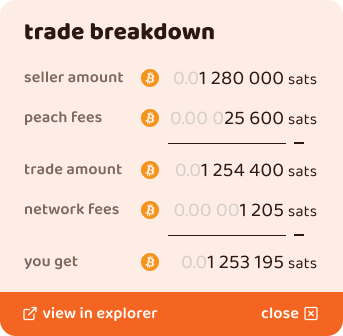 trade breakdown
seller amount ₿ 0.01 280 000 sats
peach fees ₿ 0.00 025 600 sats
trade amount ₿ 0.01 254 400 sats
network fees ₿ 0.00 001 205 sats
you get ₿ 0.01 253 195 sats
view in explorer close